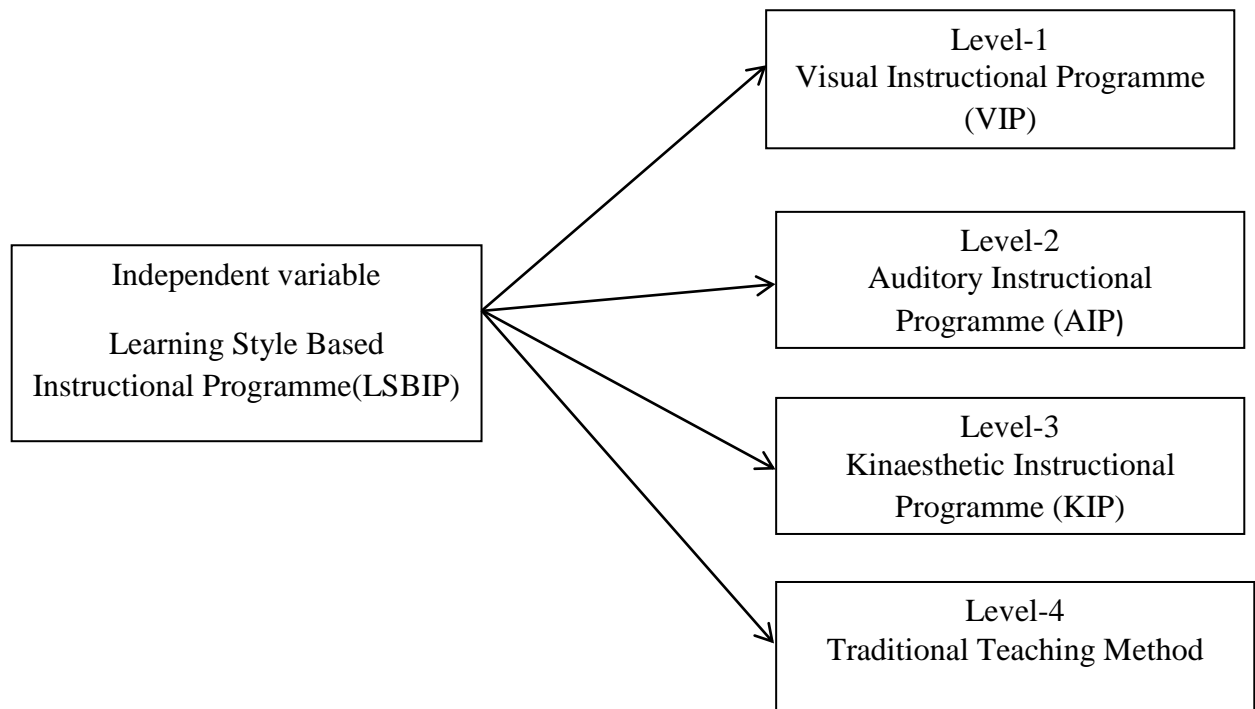 Level-1
Visual Instructional Programme
(VIP)
Level-2
Auditory Instructional
Programme (AIP)
Independent variable
Learning Style Based
Instructional Programme(LSBIP)
Level-3
Kinaesthetic Instructional
Programme (KIP)
Level-4
Traditional Teaching Method